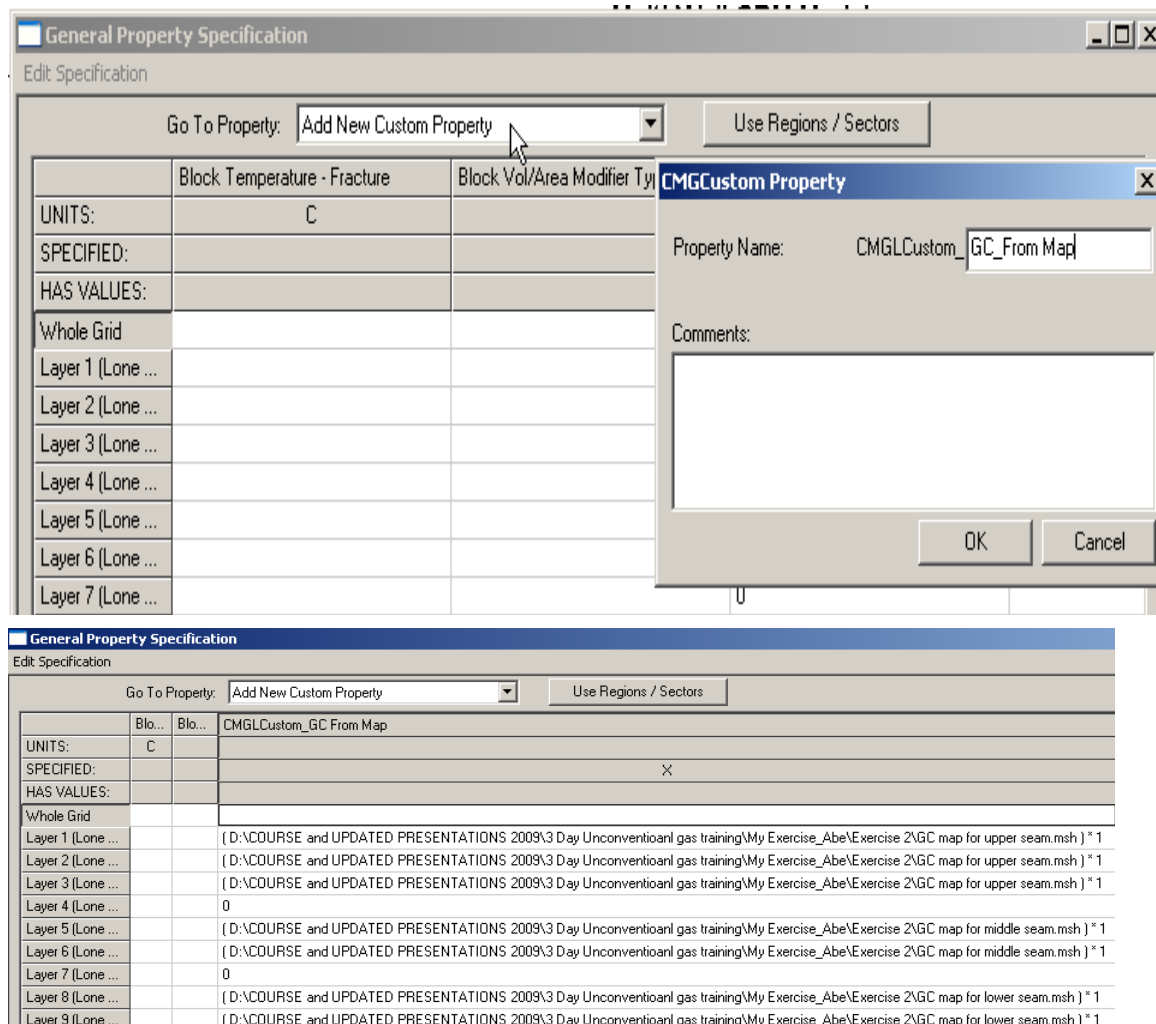 General Property Specification
Edit Specification
Go To Property: Add New Custom Property Use Regions / Sectors
Block Temperature - Fracture Block Vol/Area Modifier Ty
CMGCustom Property
UNITS: C
Property Name: CMGLCustom_ GC_From Map
SPECIFIED:
HAS VALUES:
Whole Grid
Comments:
Layer 1 (Lone ...
Layer 2 (Lone ...
Layer 3 (Lone ...
Layer 4 (Lone ...
Layer 5 (Lone ...
OK Cancel
Layer 6 (Lone ...
Layer 7 (Lone ... 0
General Property Specification
Edit Specification
Go To Property: Add New Custom Property Use Regions / Sectors
Blo... Blo... CMGLCustom_GC From Map
UNITS: C
SPECIFIED: X
HAS VALUES:
Whole Grid
Layer 1 (Lone ... ( D:\COURSE and UPDATED PRESENTATIONS 2009\3 Day Unconventioanl gas training\My Exercise_Abe\Exercise 2\GC map for upper seam.msh ) * 1
Layer 2 (Lone ... ( D:\COURSE and UPDATED PRESENTATIONS 2009\3 Day Unconventioanl gas training\My Exercise_Abe\Exercise 2\GC map for upper seam.msh ) * 1
Layer 3 (Lone ... ( D:\COURSE and UPDATED PRESENTATIONS 2009\3 Day Unconventioanl gas training\My Exercise_Abe\Exercise 2\GC map for upper seam.msh ) * 1
Layer 4 (Lone ... 0
Layer 5 (Lone ... ( D:\COURSE and UPDATED PRESENTATIONS 2009\3 Day Unconventioanl gas training\My Exercise_Abe\Exercise 2\GC map for middle seam.msh ) * 1
Layer 6 (Lone ... ( D:\COURSE and UPDATED PRESENTATIONS 2009\3 Day Unconventioanl gas training\My Exercise_Abe\Exercise 2\GC map for middle seam.msh ) * 1
Layer 7 (Lone ... 0
Layer 8 (Lone ... ( D:\COURSE and UPDATED PRESENTATIONS 2009\3 Day Unconventioanl gas training\My Exercise_Abe\Exercise 2\GC map for lower seam.msh ) * 1
Layer 9 (Lone ... ( D:\COURSE and UPDATED PRESENTATIONS 2009\3 Day Unconventioanl gas training\My Exercise_Abe\Exercise 2\GC map for lower seam.msh ) * 1